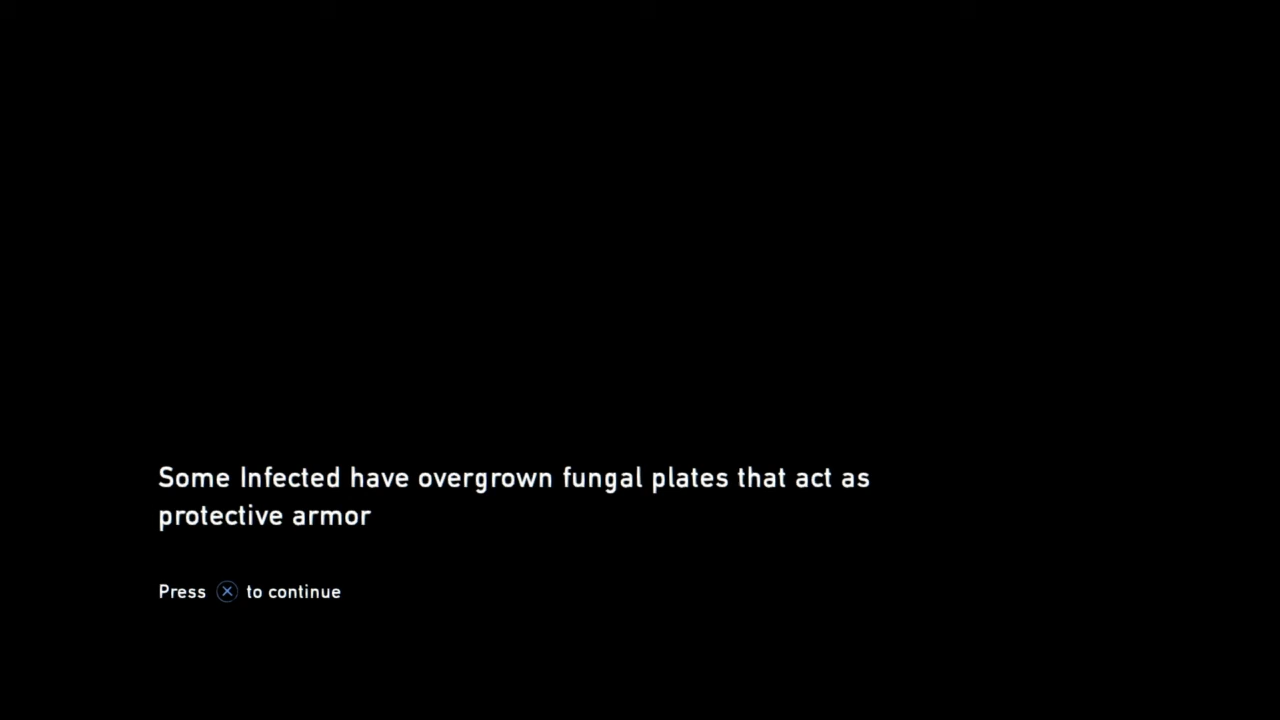 Some Infected have overgrown fungal plates that act as
protective armor
Press ⓧ to continue